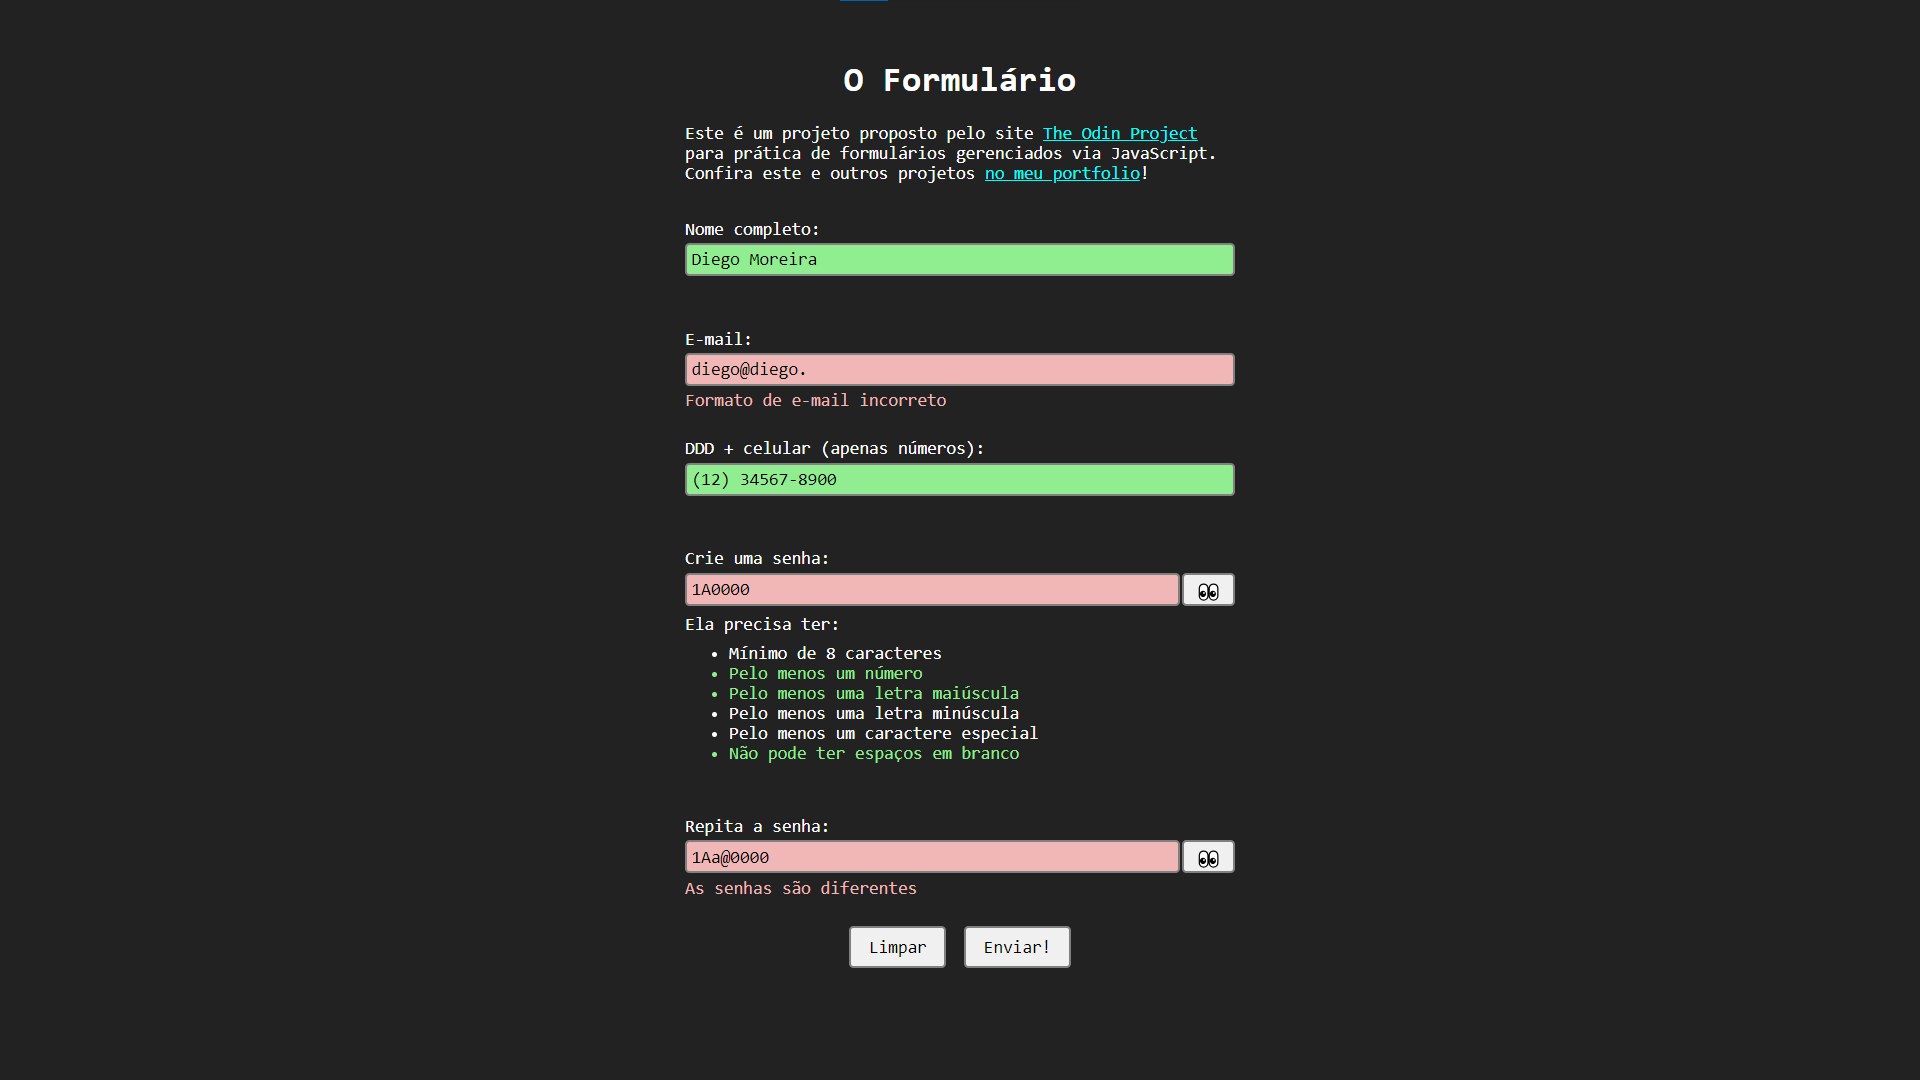 O Formulário
Este é um projeto proposto pelo site The Odin Project
para prática de formulários gerenciados via JavaScript.
Confira este e outros projetos no meu portfolio!
Nome completo:
Diego Moreira
E-mail:
diego@diego.
Formato de e-mail incorreto
DDD + celular (apenas números):
(12) 34567-8900
Crie uma senha:
1A0000
Ela precisa ter:
• Mínimo de 8 caracteres
• Pelo menos um número
• Pelo menos uma letra maiúscula
• Pelo menos uma letra minúscula
• Pelo menos um caractere especial
• Não pode ter espaços em branco
Repita a senha:
1Aa@0000
As senhas são diferentes
Limpar Enviar!